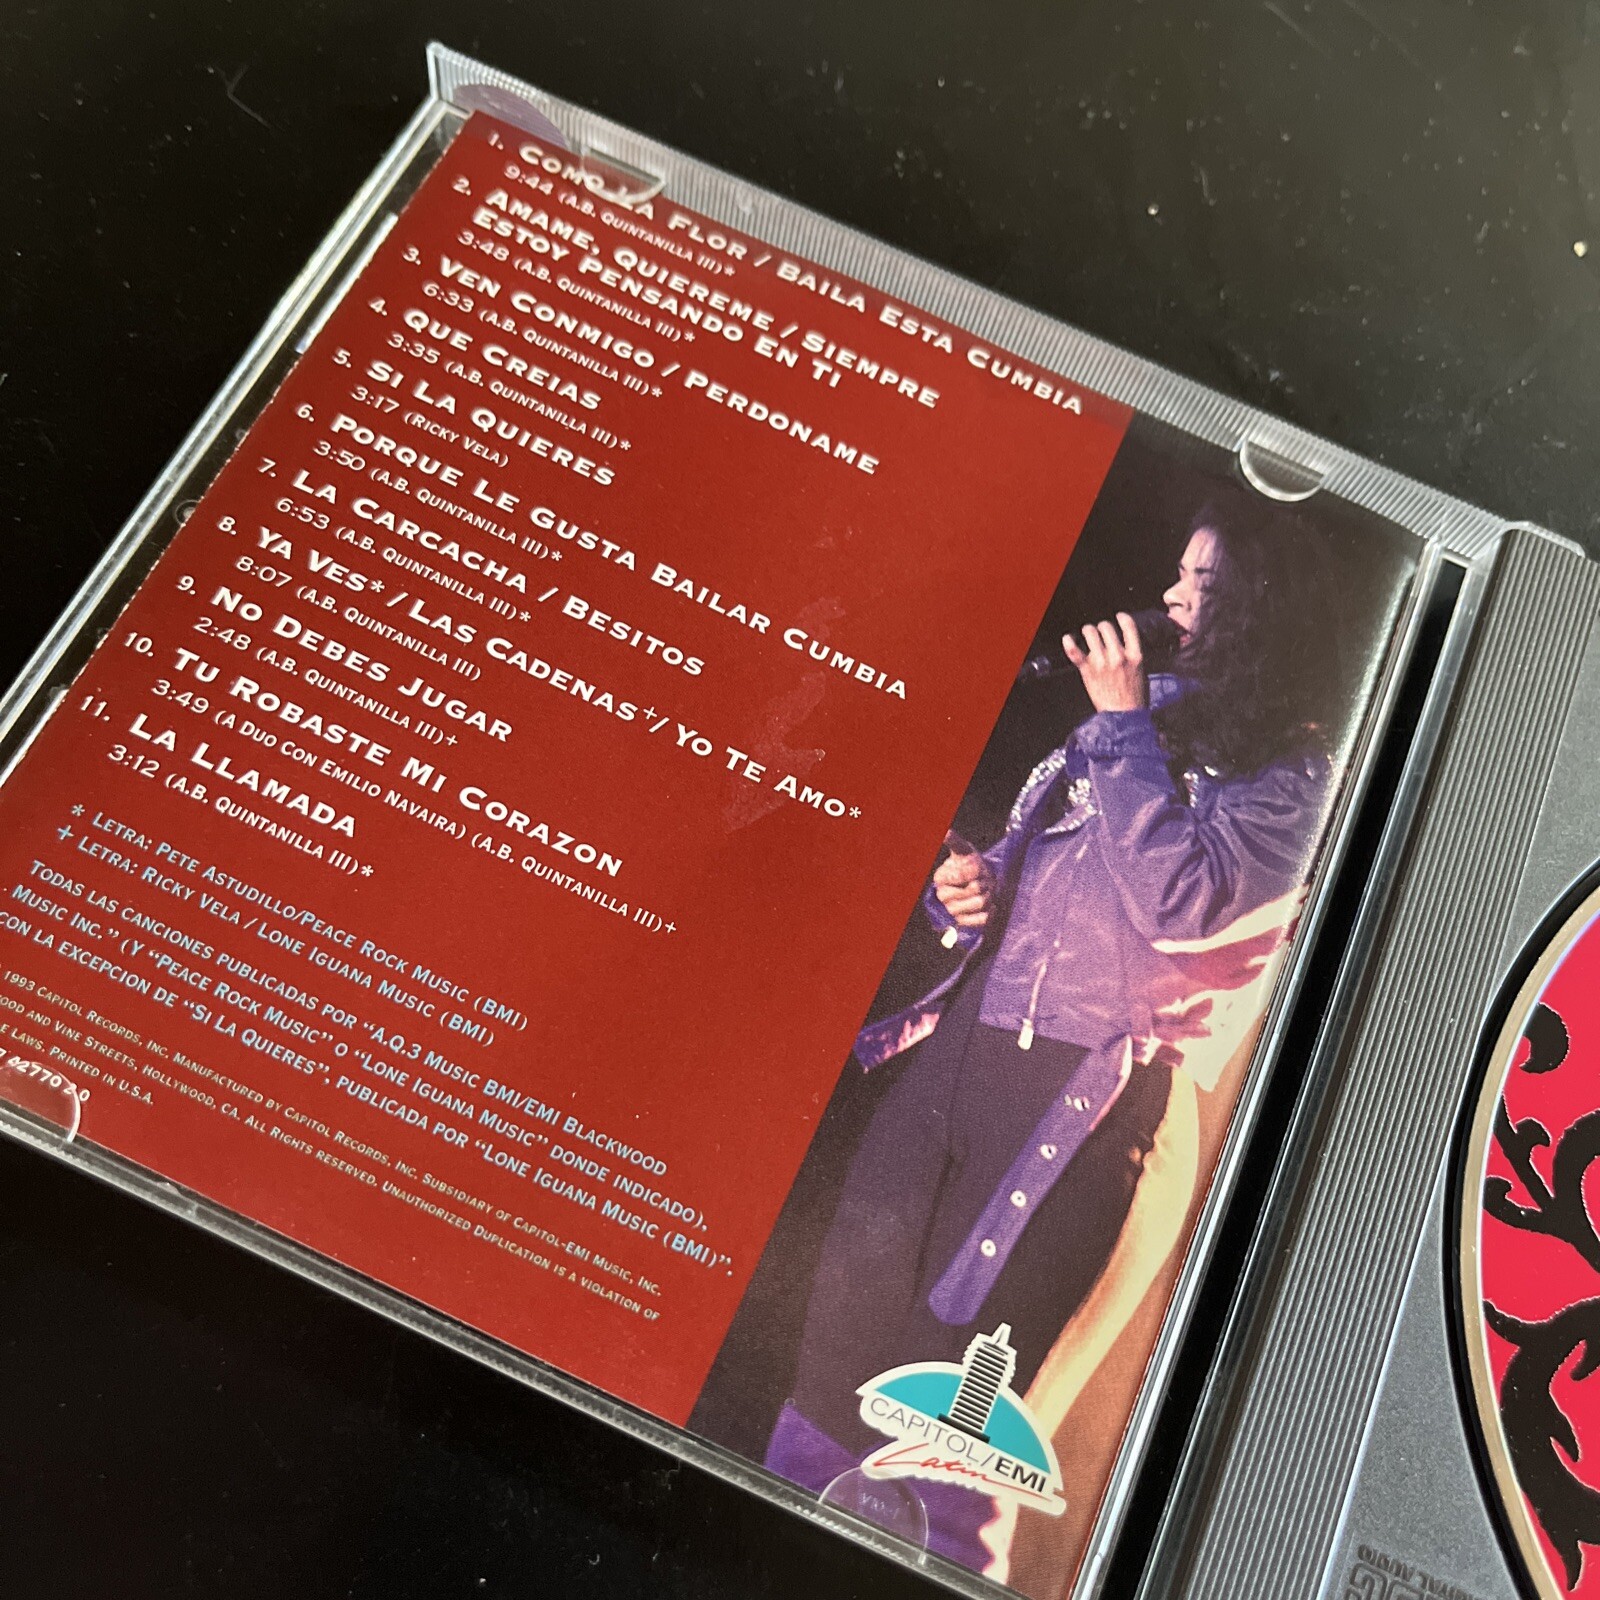 1. COMO LA FLOR / BAILA ESTA CUMBIA
9:44 (A.B. QUINTANILLA III)*
2. AMAME, QUIEREME / SIEMPRE
ESTOY PENSANDO EN TI
3:48 (A.B. QUINTANILLA III)*
3. VEN CONMIGO / PERDONAME
6:33 (A.B. QUINTANILLA III)*
4. QUE CREIAS
3:35 (A.B. QUINTANILLA III)*
5. SI LA QUIERES
3:17 (RICKY VELA)
6. PORQUE LE GUSTA BAILAR CUMBIA
3:50 (A.B. QUINTANILLA III)*
7. LA CARCACHA / BESITOS
6:53 (A.B. QUINTANILLA III)*
8. YA VES* / LAS CADENAS+/ YO TE AMO*
8:07 (A.B. QUINTANILLA III)
9. NO DEBES JUGAR
2:48 (A.B. QUINTANILLA III)+
10. TU ROBASTE MI CORAZON
3:49 (A DUO CON EMILIO NAVAIRA) (A.B. QUINTANILLA III)+
11. LA LLAMADA
3:12 (A.B. QUINTANILLA III)*
* LETRA: PETE ASTUDILLO/PEACE ROCK MUSIC (BMI)
+ LETRA: RICKY VELA / LONE IGUANA MUSIC (BMI)
TODAS LAS CANCIONES PUBLICADAS POR "A.Q.3 MUSIC BMI/EMI BLACKWOOD
MUSIC INC." (Y "PEACE ROCK MUSIC" O "LONE IGUANA MUSIC" DONDE INDICADO),
CON LA EXCEPCION DE "SI LA QUIERES", PUBLICADA POR "LONE IGUANA MUSIC (BMI)".
1993 CAPITOL RECORDS, INC. MANUFACTURED BY CAPITOL RECORDS, INC. SUBSIDIARY OF CAPITOL-EMI MUSIC, INC.
AND VINE STREETS, HOLLYWOOD, CA. ALL RIGHTS RESERVED. UNAUTHORIZED DUPLICATION IS A VIOLATION OF
LAWS. PRINTED IN U.S.A.
42770 2 0
CAPITOL/EMI
Latin